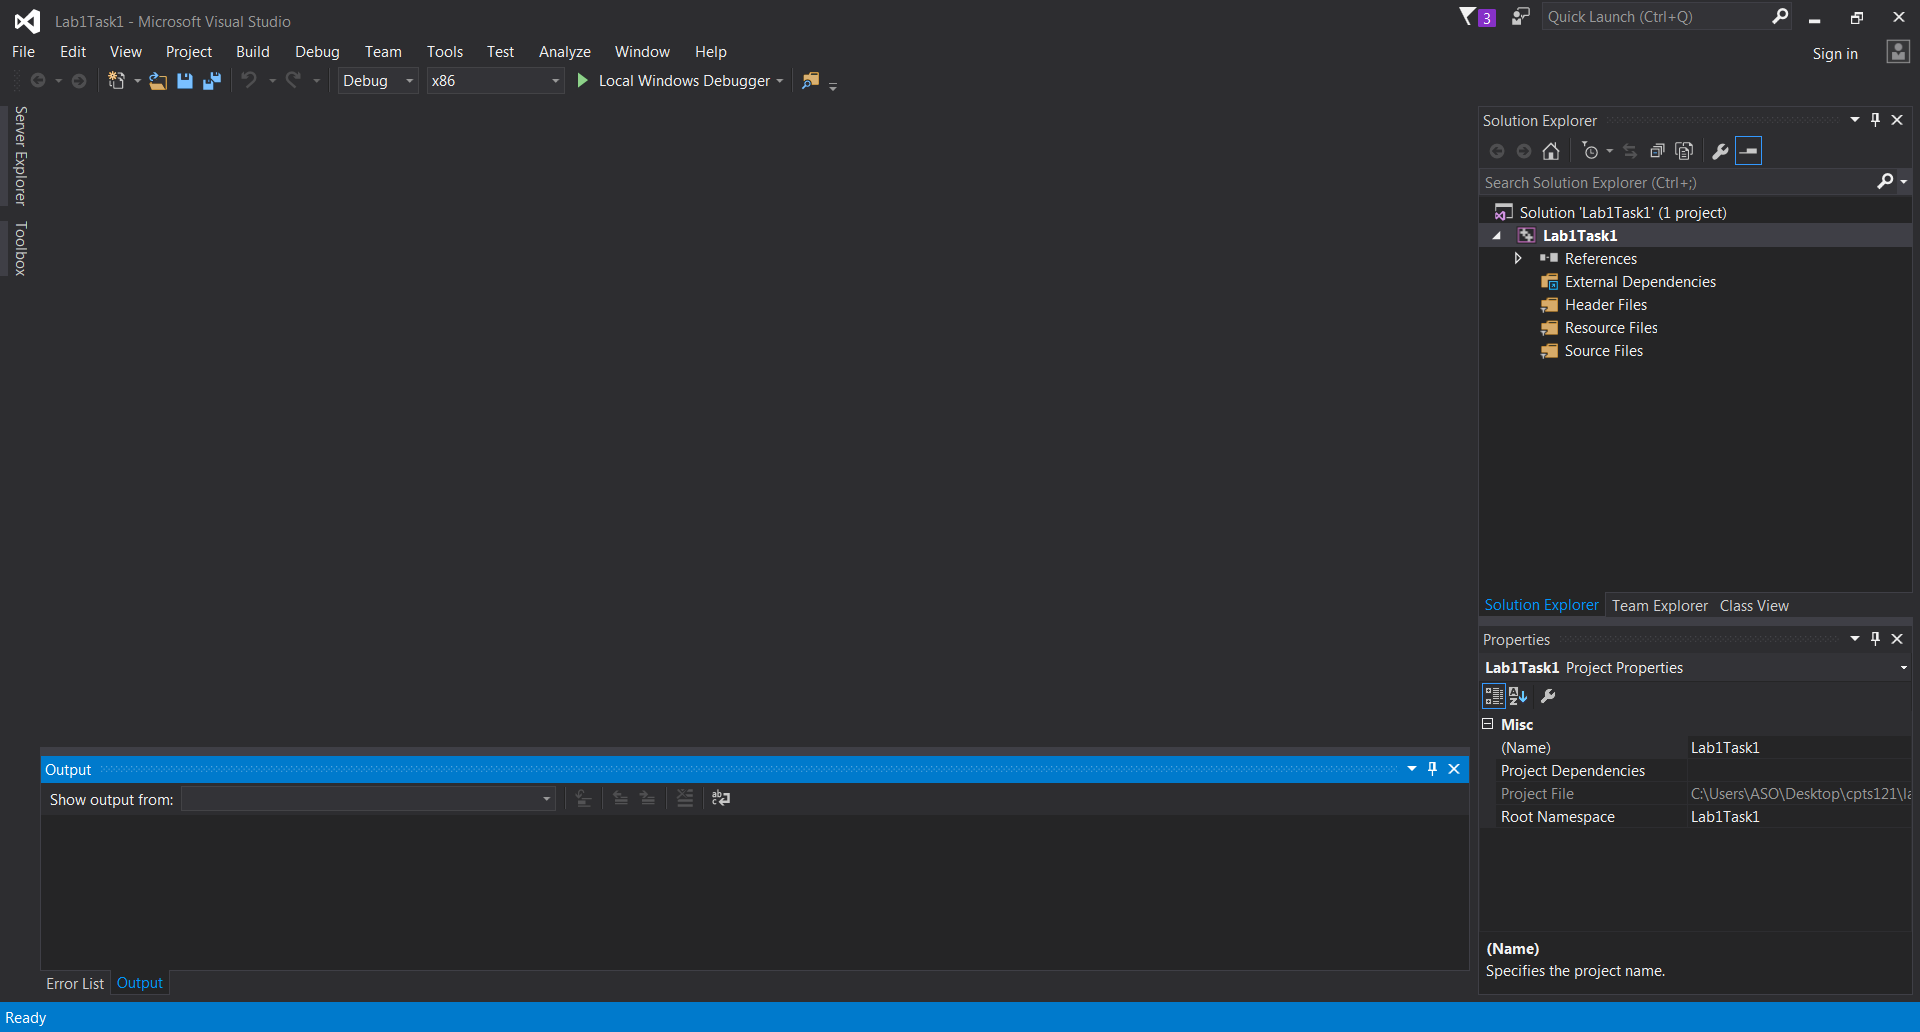 Lab1Task1 - Microsoft Visual Studio
3
Quick Launch (Ctrl+Q)
File Edit View Project Build Debug Team Tools Test Analyze Window Help
Sign in
Debug x86 Local Windows Debugger
Server Explorer
Toolbox
Solution Explorer
Search Solution Explorer (Ctrl+;)
Solution 'Lab1Task1' (1 project)
Lab1Task1
References
External Dependencies
Header Files
Resource Files
Source Files
Solution Explorer Team Explorer Class View
Properties
Lab1Task1 Project Properties
Misc
(Name) Lab1Task1
Project Dependencies
Project File C:\Users\ASO\Desktop\cpts121\la
Root Namespace Lab1Task1
(Name)
Specifies the project name.
Output
Show output from:
Error List Output
Ready